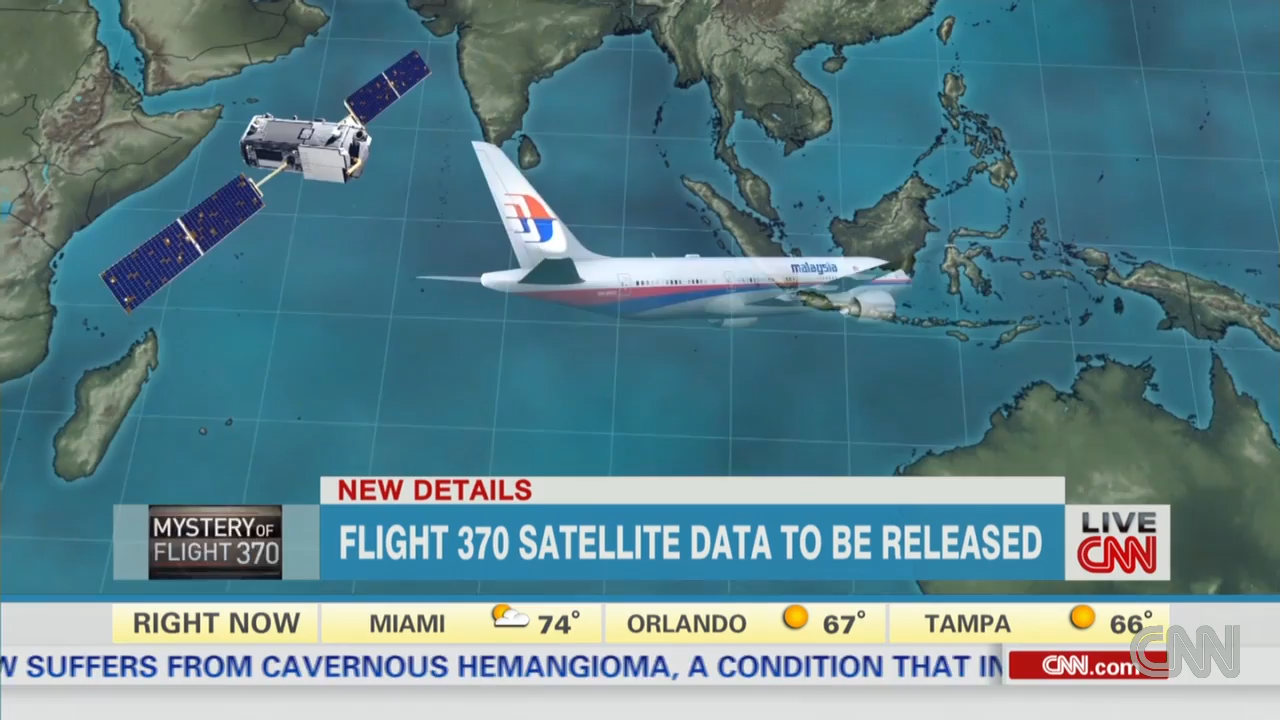 malaysia
NEW DETAILS
MYSTERY OF
FLIGHT 370
FLIGHT 370 SATELLITE DATA TO BE RELEASED
LIVE
CNN
RIGHT NOW
MIAMI 74°
ORLANDO 67°
TAMPA 66°
SUFFERS FROM CAVERNOUS HEMANGIOMA, A CONDITION THAT IN
CNN.com
CNN